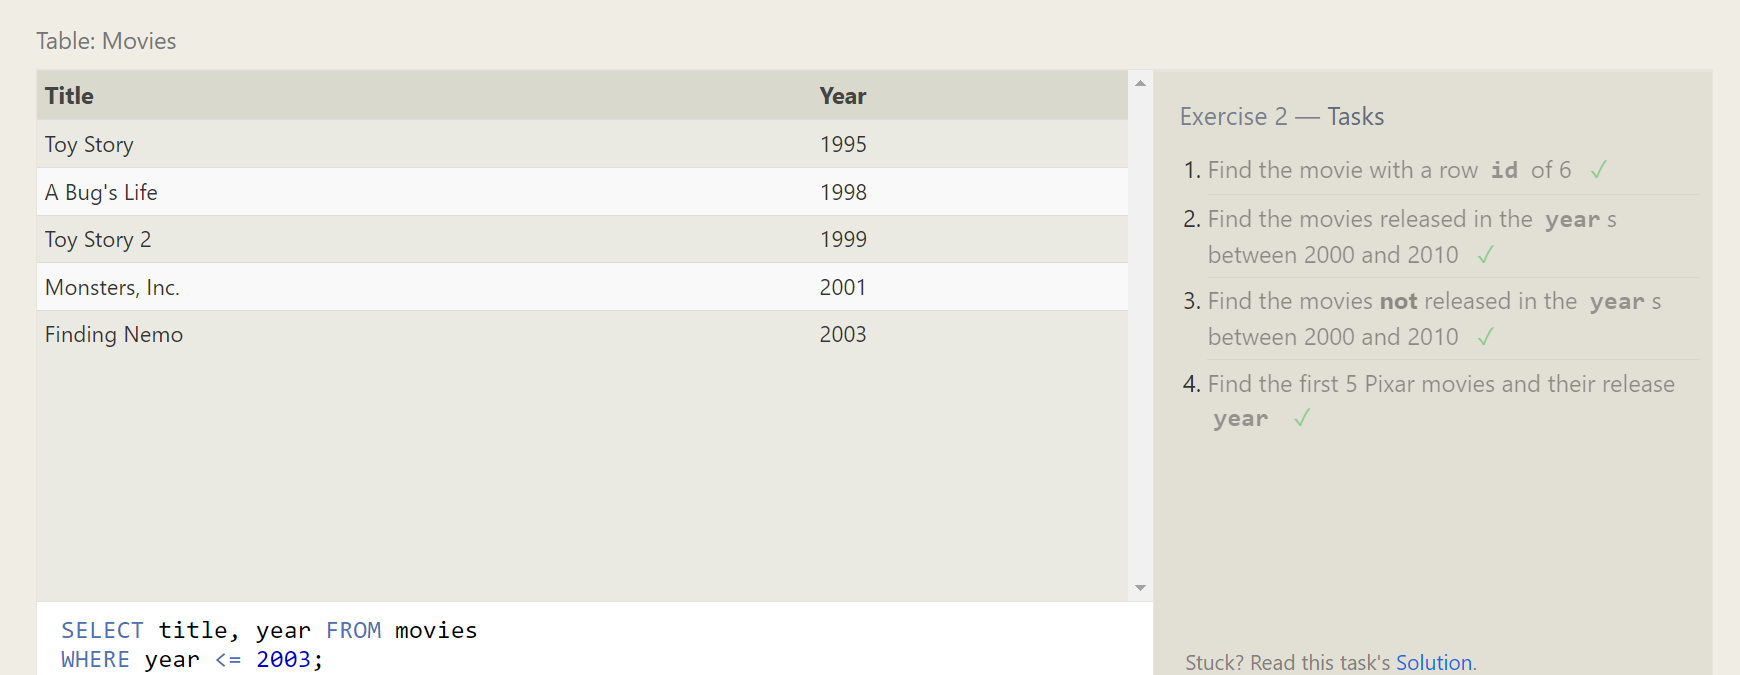 Table: Movies
Title Year
Toy Story 1995
A Bug's Life 1998
Toy Story 2 1999
Monsters, Inc. 2001
Finding Nemo 2003
SELECT title, year FROM movies
WHERE year <= 2003;
Exercise 2 — Tasks
1. Find the movie with a row id of 6 ✓
2. Find the movies released in the year s
between 2000 and 2010 ✓
3. Find the movies not released in the year s
between 2000 and 2010 ✓
4. Find the first 5 Pixar movies and their release
year ✓
Stuck? Read this task's Solution.